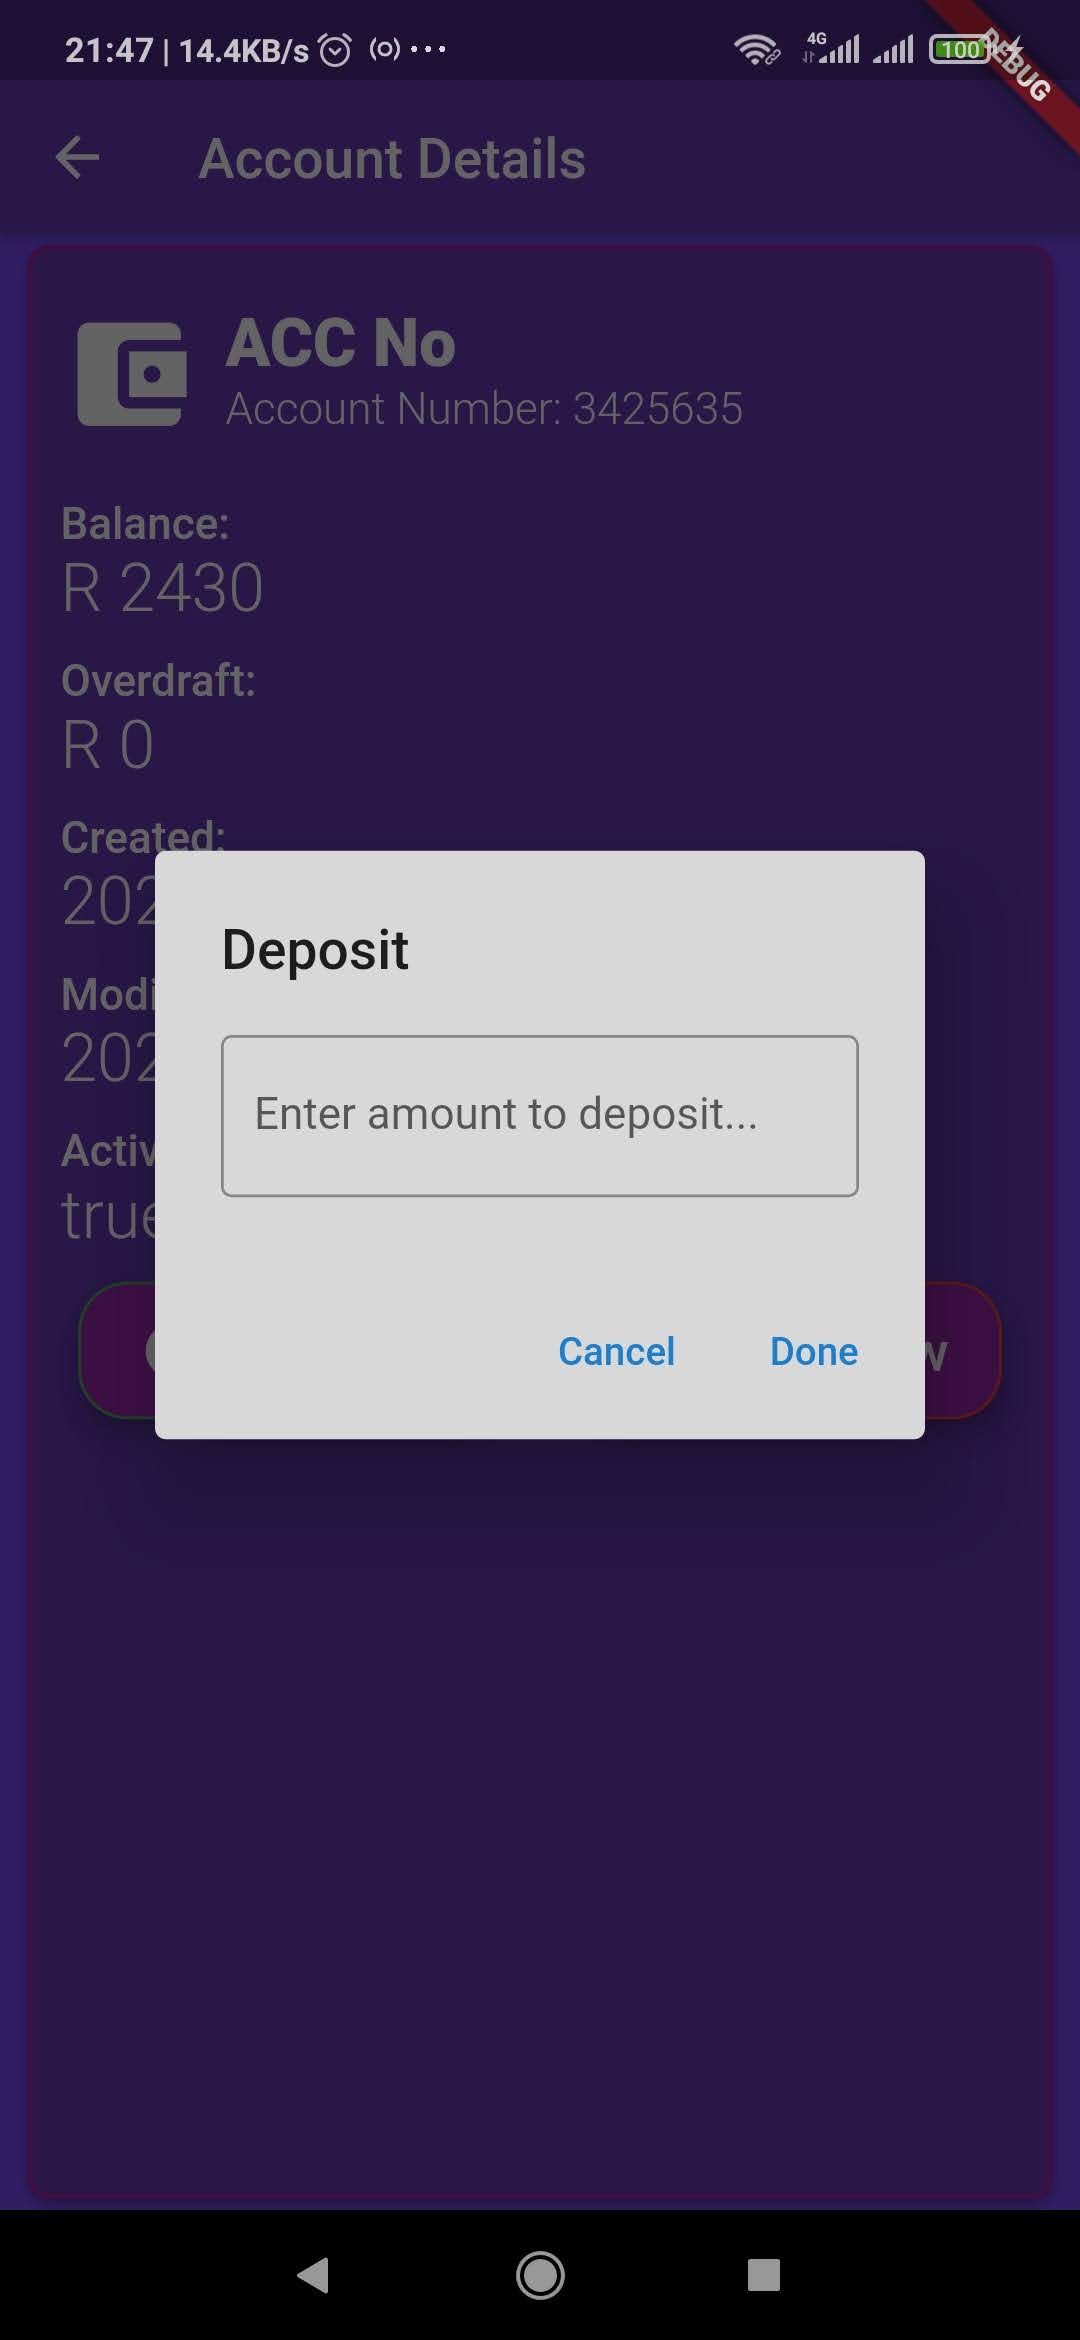 21:47 | 14.4KB/s
4G
100
DEBUG
Account Details
ACC No
Account Number: 3425635
Balance:
R 2430
Overdraft:
R 0
Created:
202
Modi
202
Activ
true
Deposit
Enter amount to deposit...
Cancel
Done
w